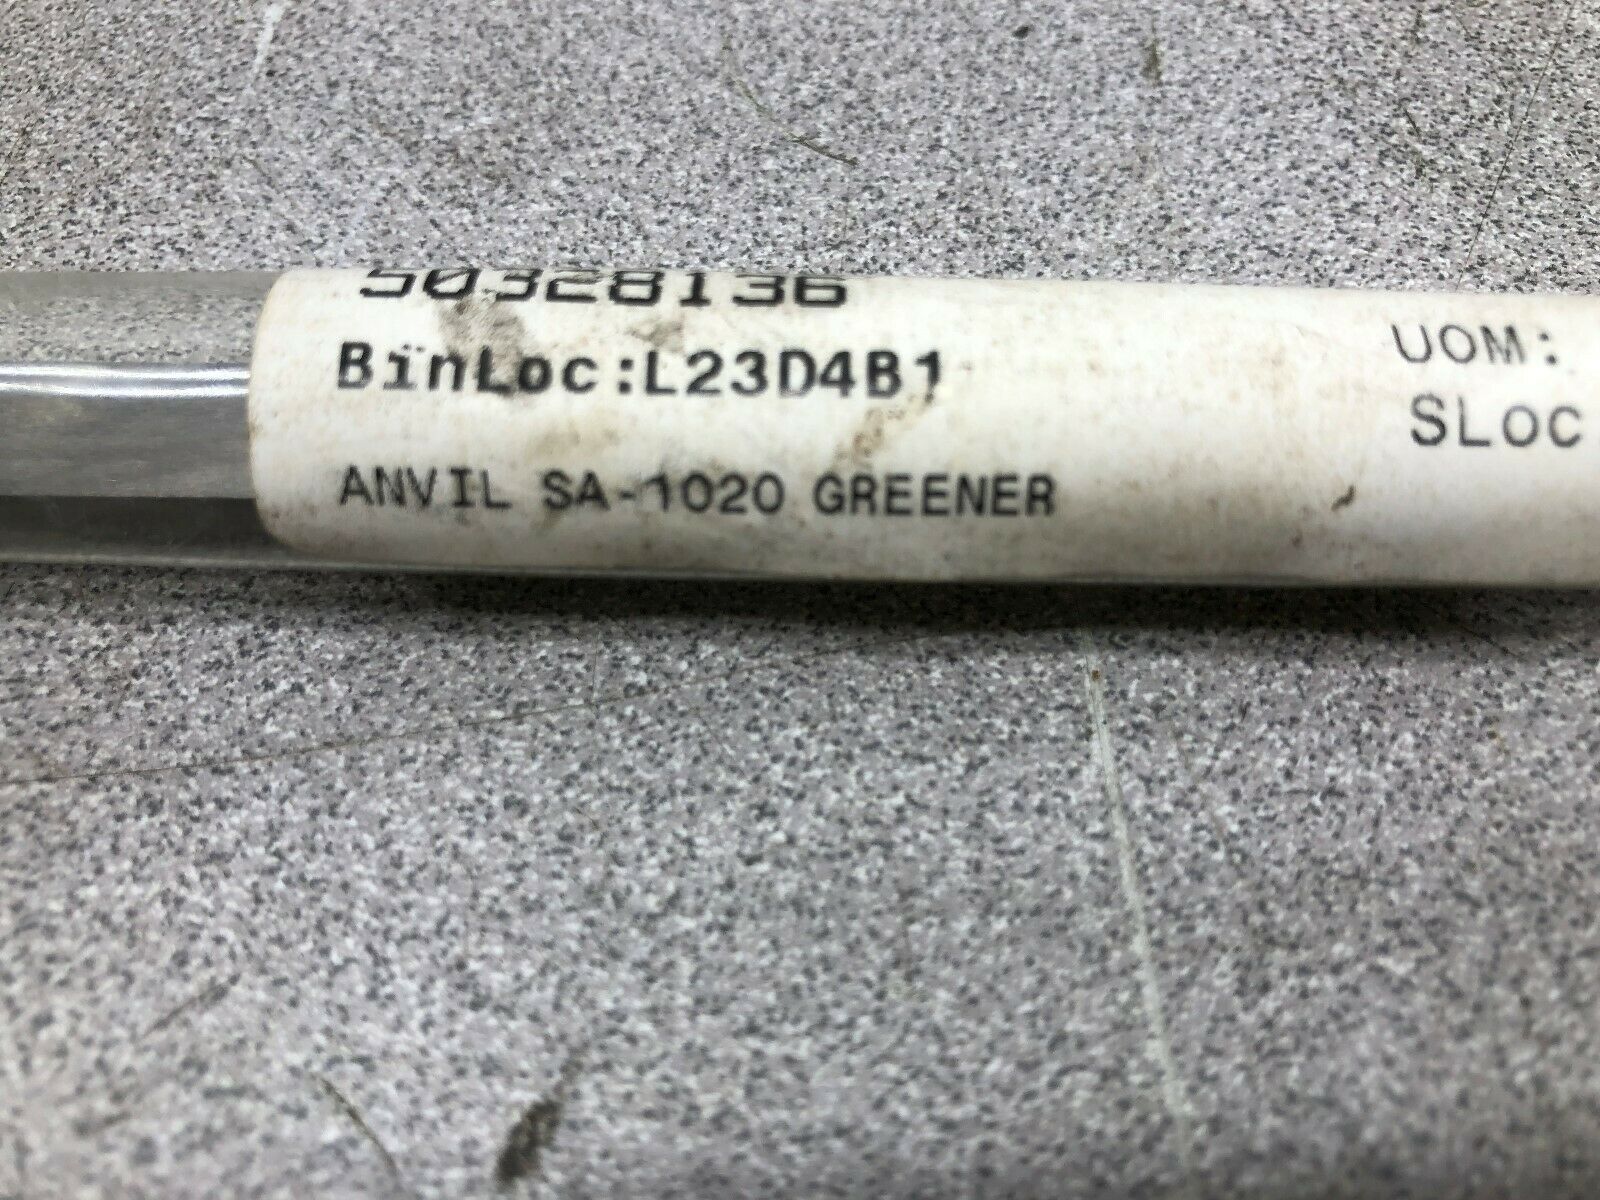 50328136
BinLoc:L23D4B1
UOM:
SLoc
ANVIL SA-1020 GREENER